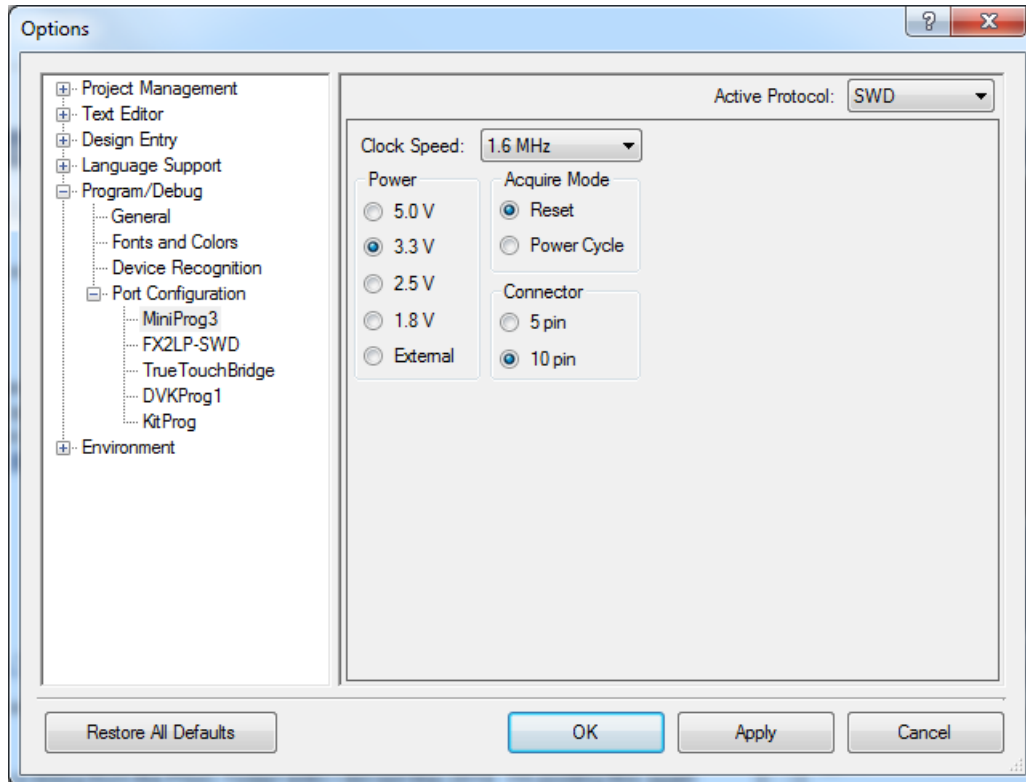 Options
Project Management
Text Editor
Design Entry
Language Support
Program/Debug
General
Fonts and Colors
Device Recognition
Port Configuration
MiniProg3
FX2LP-SWD
TrueTouchBridge
DVKProg1
KitProg
Environment
Active Protocol: SWD
Clock Speed: 1.6 MHz
Power
5.0 V
3.3 V
2.5 V
1.8 V
External
Acquire Mode
Reset
Power Cycle
Connector
5 pin
10 pin
Restore All Defaults
OK
Apply
Cancel